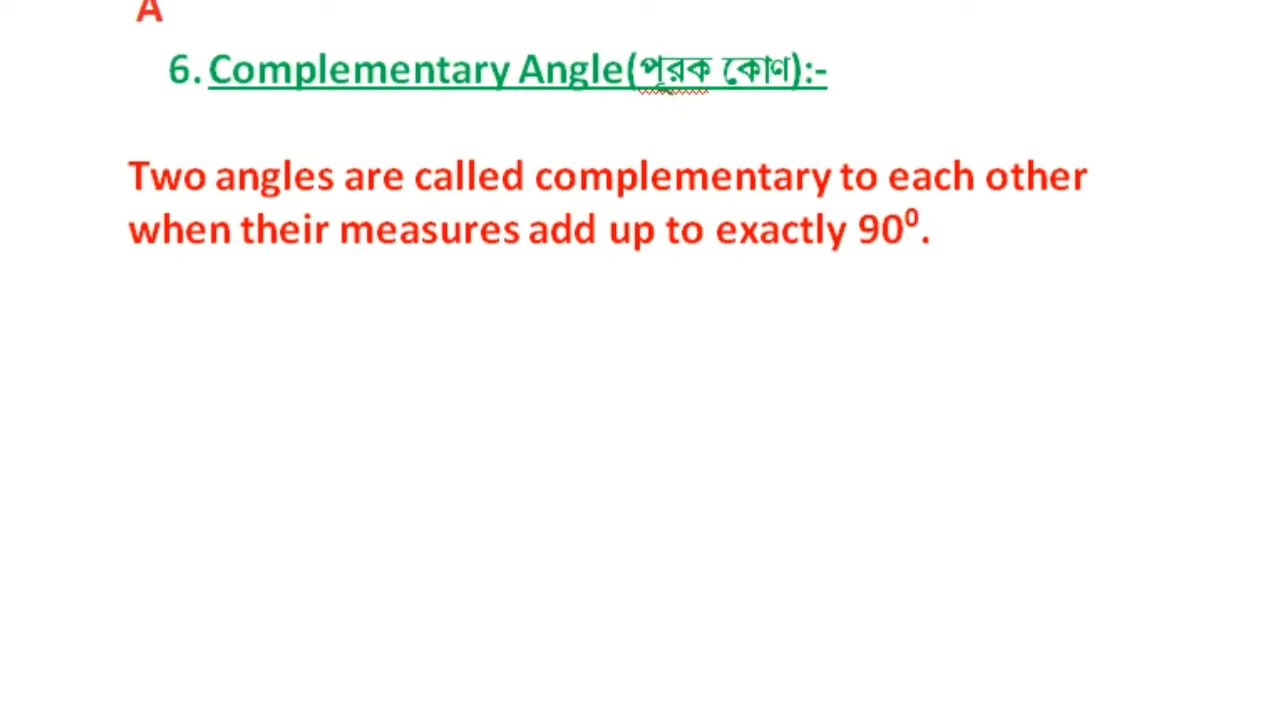 A
6. Complementary Angle(পূরক কোণ):-
Two angles are called complementary to each other
when their measures add up to exactly 90⁰.